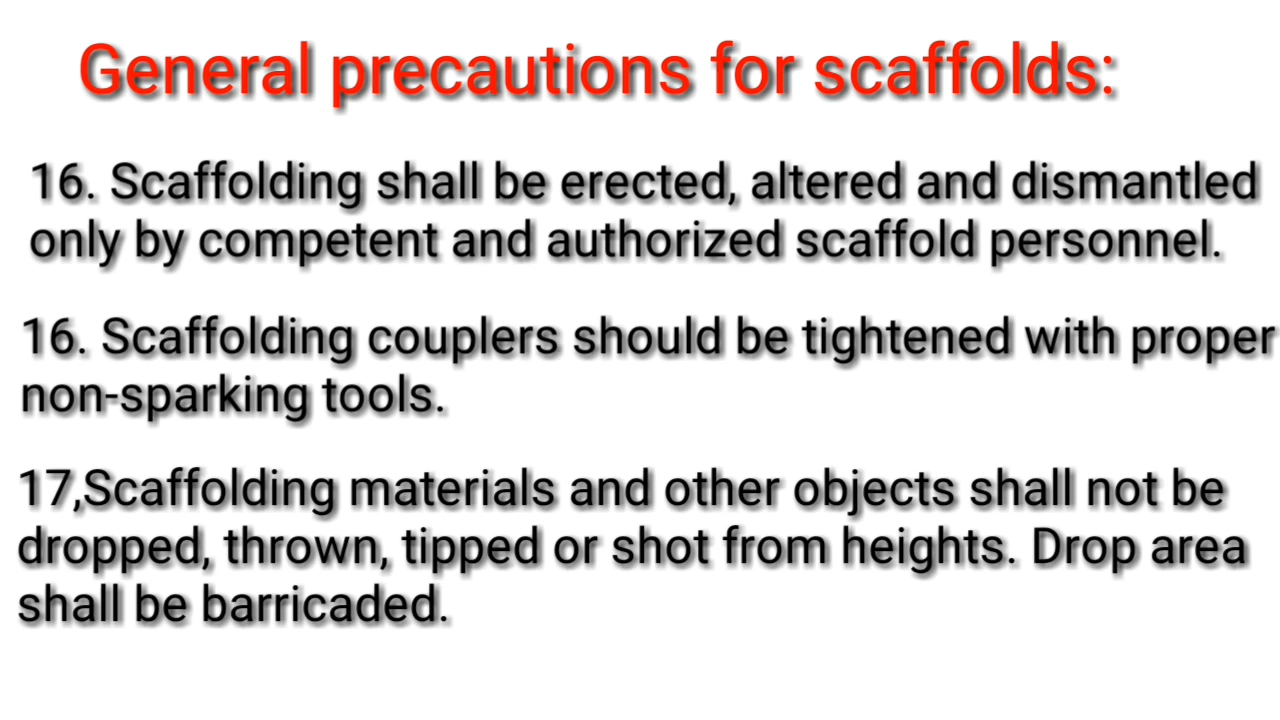 General precautions for scaffolds:
16. Scaffolding shall be erected, altered and dismantled
only by competent and authorized scaffold personnel.
16. Scaffolding couplers should be tightened with proper
non-sparking tools.
17,Scaffolding materials and other objects shall not be
dropped, thrown, tipped or shot from heights. Drop area
shall be barricaded.